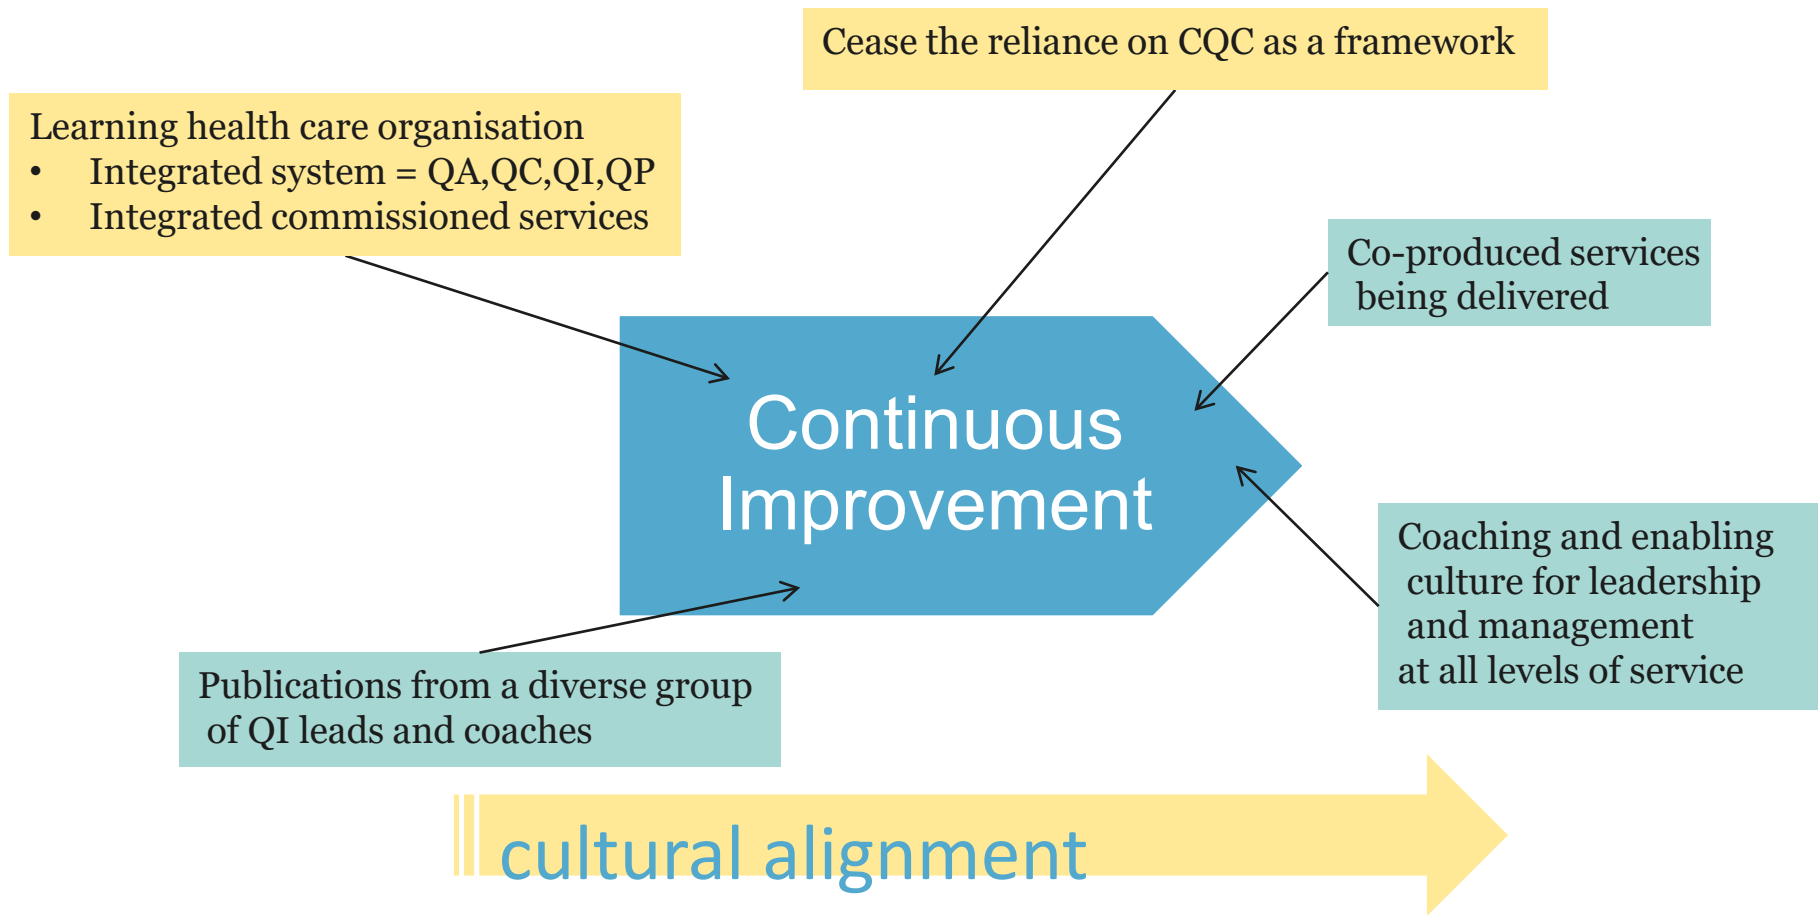 Cease the reliance on CQC as a framework
Learning health care organisation
• Integrated system = QA,QC,QI,QP
• Integrated commissioned services
Co-produced services
being delivered
Continuous
Improvement
Coaching and enabling
culture for leadership
and management
at all levels of service
Publications from a diverse group
of QI leads and coaches
cultural alignment